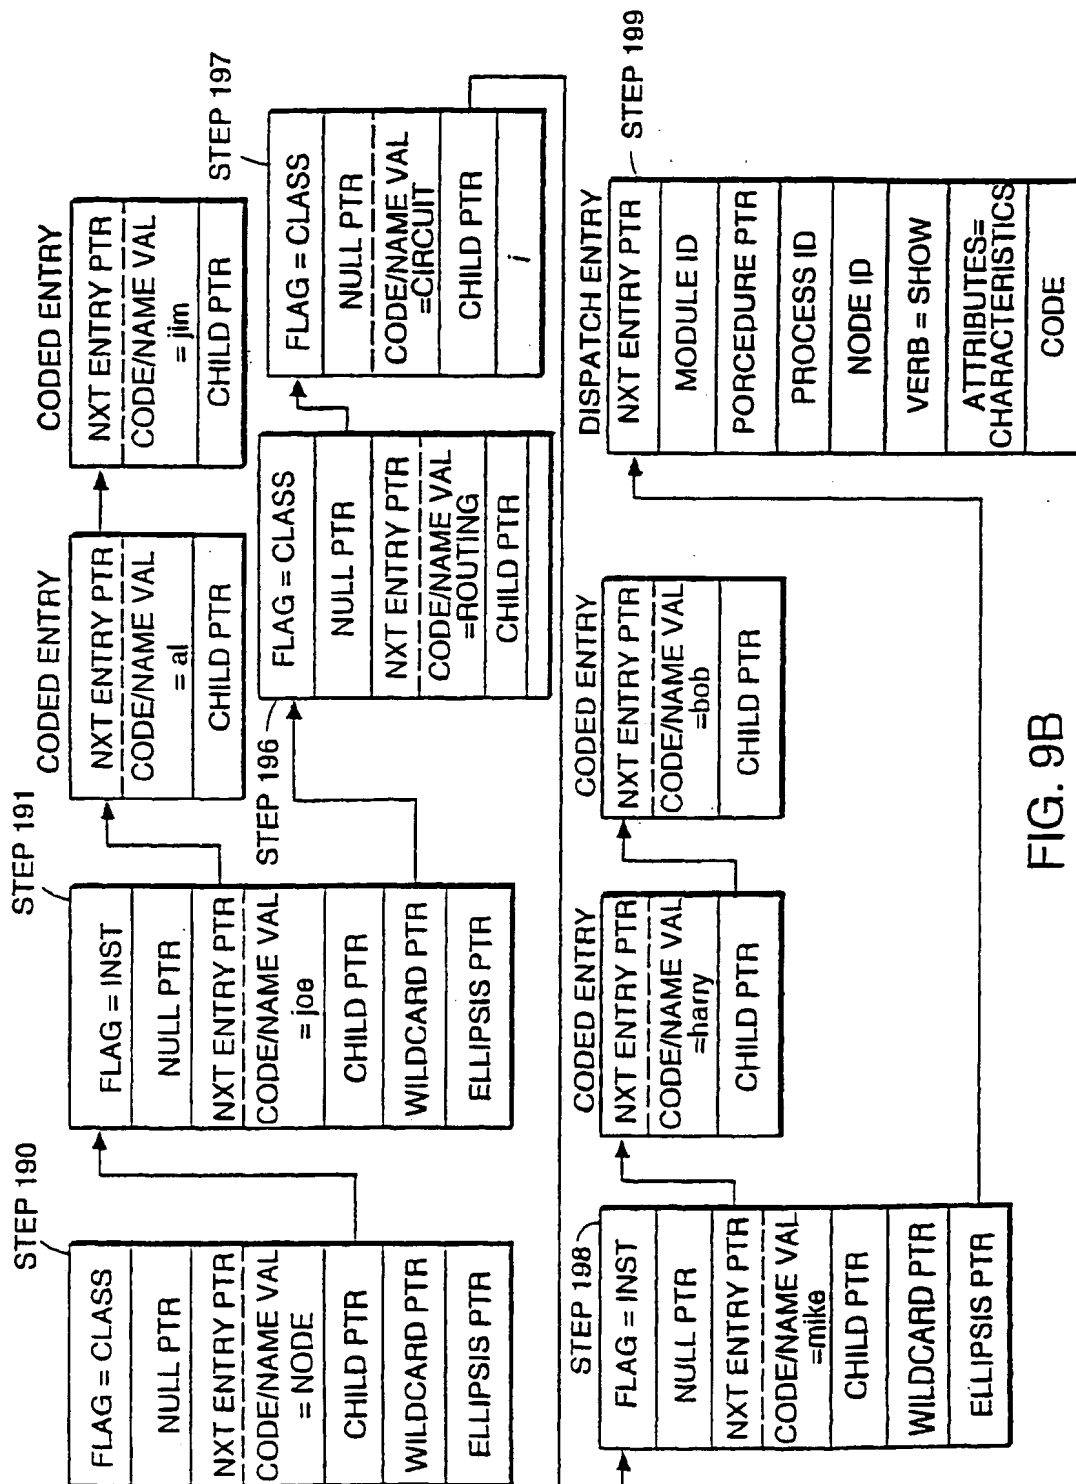 STEP 190
FLAG = CLASS
NULL PTR
NXT ENTRY PTR
CODE/NAME VAL
= NODE
CHILD PTR
WILDCARD PTR
ELLIPSIS PTR
STEP 191
FLAG = INST
NULL PTR
NXT ENTRY PTR
CODE/NAME VAL
= joe
CHILD PTR
WILDCARD PTR
ELLIPSIS PTR
CODED ENTRY
NXT ENTRY PTR
CODE/NAME VAL
= al
CHILD PTR
CODED ENTRY
NXT ENTRY PTR
CODE/NAME VAL
= jim
CHILD PTR
STEP 196
FLAG = CLASS
NULL PTR
NXT ENTRY PTR
CODE/NAME VAL
=ROUTING
CHILD PTR
STEP 197
FLAG = CLASS
NULL PTR
CODE/NAME VAL
=CIRCUIT
CHILD PTR
i
STEP 198
FLAG = INST
NULL PTR
NXT ENTRY PTR
CODE/NAME VAL
=mike
CHILD PTR
WILDCARD PTR
ELLIPSIS PTR
CODED ENTRY
NXT ENTRY PTR
CODE/NAME VAL
=harry
CHILD PTR
CODED ENTRY
NXT ENTRY PTR
CODE/NAME VAL
=bob
CHILD PTR
DISPATCH ENTRY
STEP 199
NXT ENTRY PTR
MODULE ID
PORCEDURE PTR
PROCESS ID
NODE ID
VERB = SHOW
ATTRIBUTES=
CHARACTERISTICS
CODE
FIG. 9B